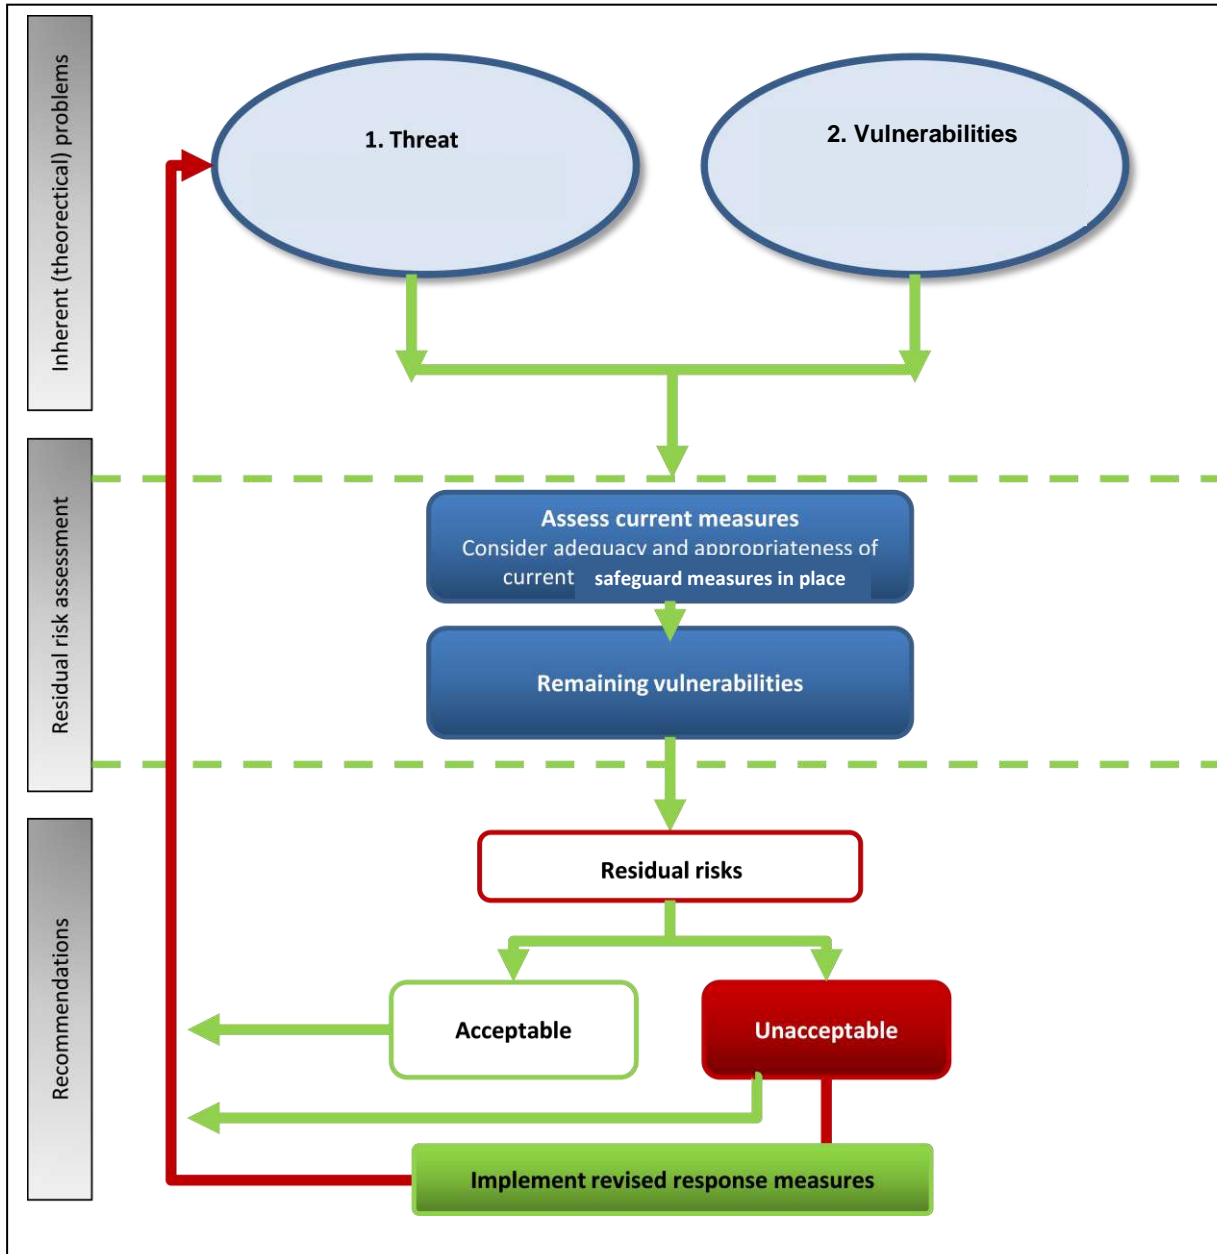 Inherent (theorectical) problems
1. Threat
2. Vulnerabilities
Residual risk assessment
Assess current measures
Consider adequacy and appropriateness of
current safeguard measures in place
Remaining vulnerabilities
Recommendations
Residual risks
Acceptable
Unacceptable
Implement revised response measures